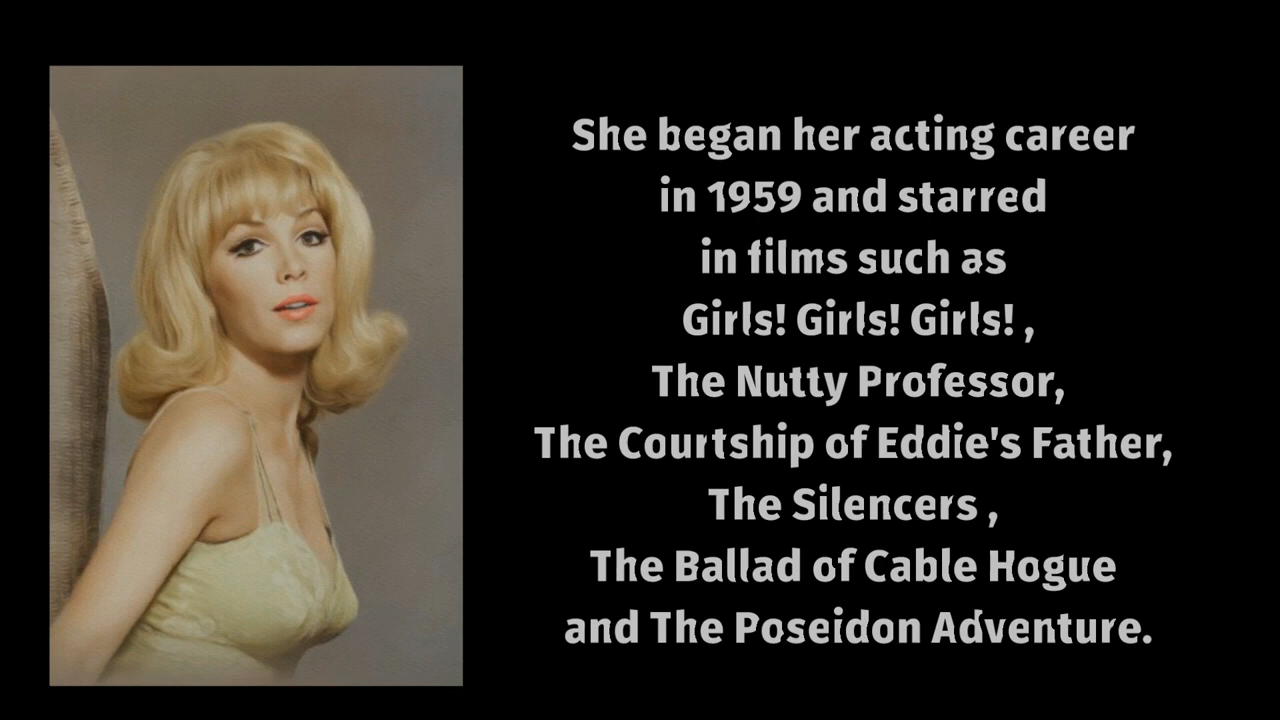 She began her acting career
in 1959 and starred
in films such as
Girls! Girls! Girls! ,
The Nutty Professor,
The Courtship of Eddie's Father,
The Silencers ,
The Ballad of Cable Hogue
and The Poseidon Adventure.